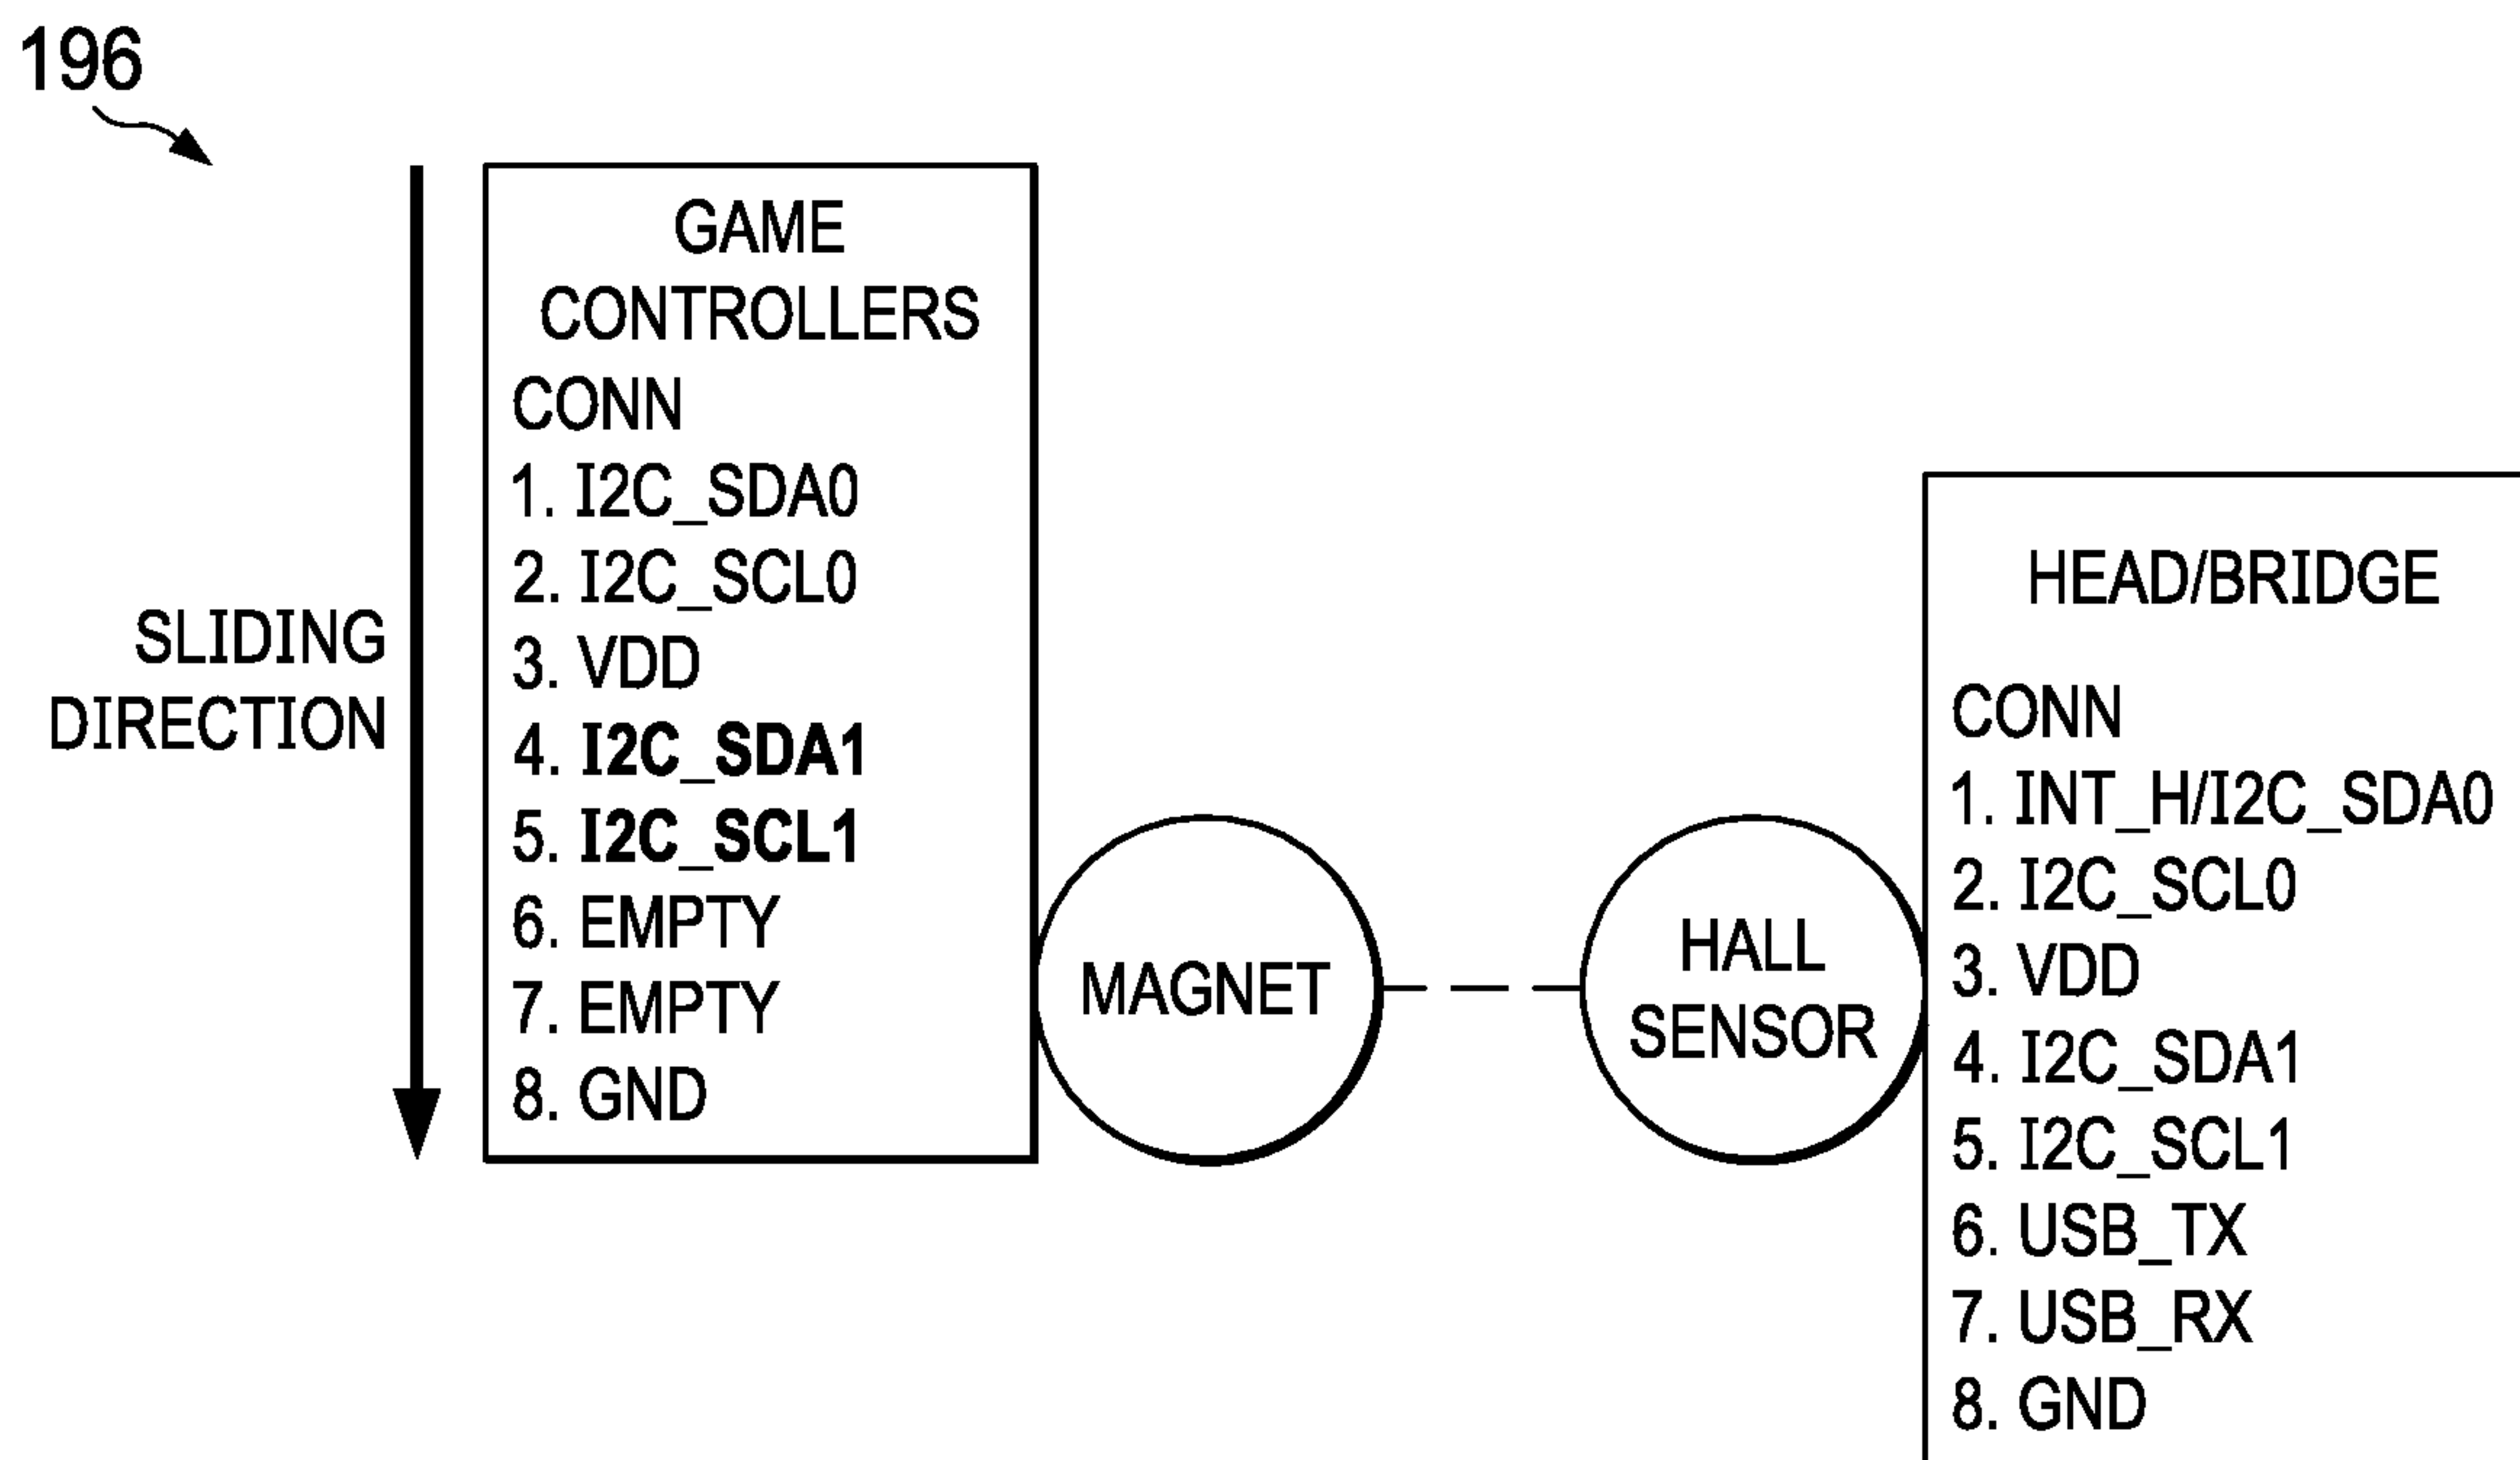 196
SLIDING
DIRECTION
GAME
CONTROLLERS
CONN
1. I2C_SDA0
2. I2C_SCL0
3. VDD
4. I2C_SDA1
5. I2C_SCL1
6. EMPTY
7. EMPTY
8. GND
MAGNET
HALL
SENSOR
HEAD/BRIDGE
CONN
1. INT_H/I2C_SDA0
2. I2C_SCL0
3. VDD
4. I2C_SDA1
5. I2C_SCL1
6. USB_TX
7. USB_RX
8. GND